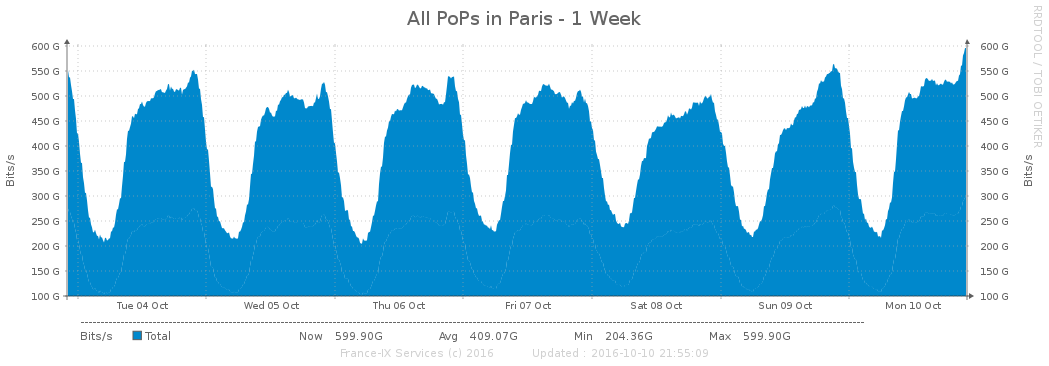 All PoPs in Paris - 1 Week
RRDTOOL / TOBI OETIKER
Bits/s
600 G 600 G
550 G 550 G
500 G 500 G
450 G 450 G
400 G 400 G
350 G 350 G
300 G 300 G
250 G 250 G
200 G 200 G
150 G 150 G
100 G 100 G
Bits/s
Tue 04 Oct Wed 05 Oct Thu 06 Oct Fri 07 Oct Sat 08 Oct Sun 09 Oct Mon 10 Oct
Bits/s Total Now 599.90G Avg 409.07G Min 204.36G Max 599.90G
France-IX Services (c) 2016 Updated : 2016-10-10 21:55:09